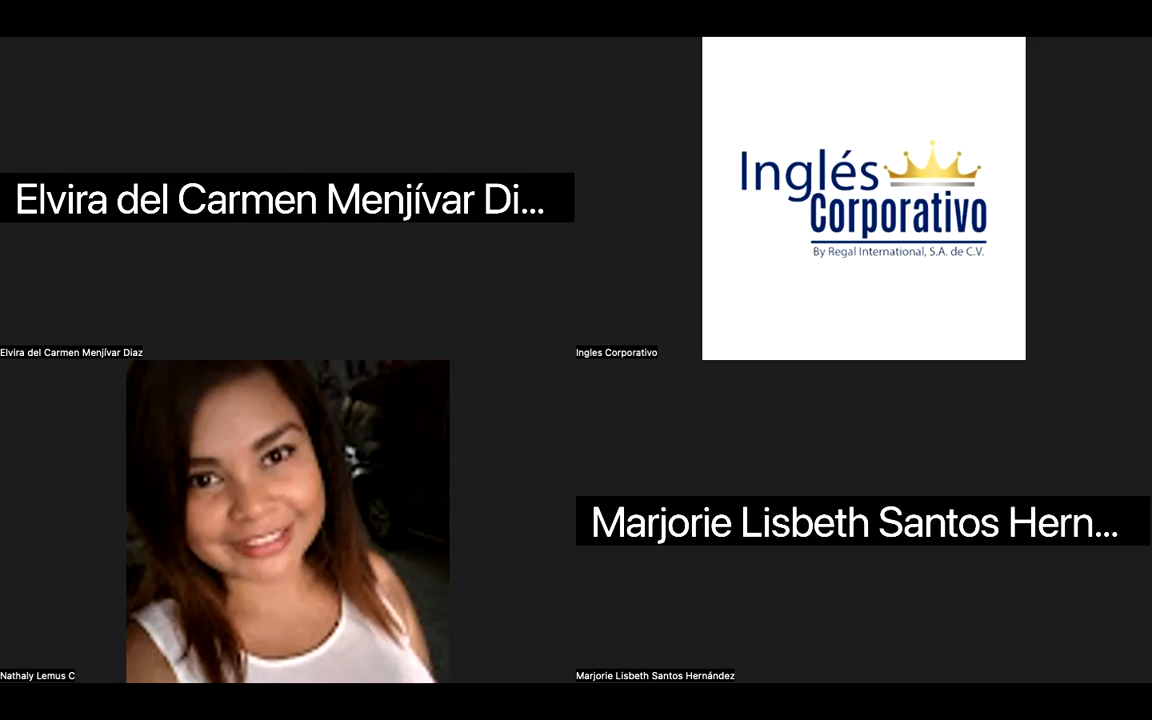 Elvira del Carmen Menjívar Di...
Elvira del Carmen Menjívar Diaz
Inglés
Corporativo
By Regal International, S.A. de C.V.
Ingles Corporativo
Nathaly Lemus C
Marjorie Lisbeth Santos Hern...
Marjorie Lisbeth Santos Hernández